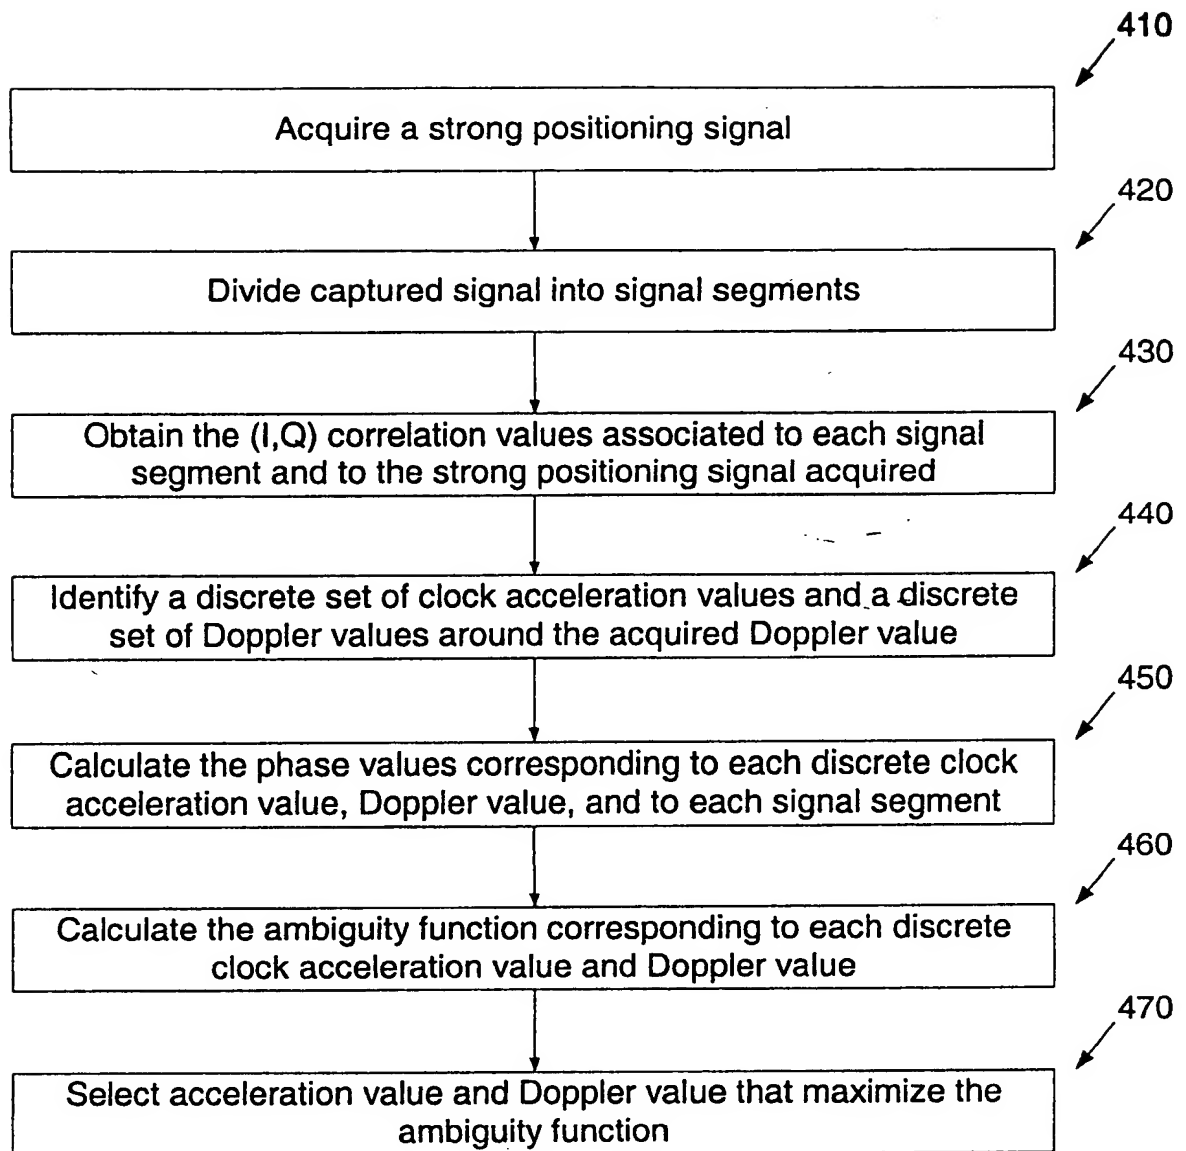 410
Acquire a strong positioning signal
420
Divide captured signal into signal segments
430
Obtain the (I,Q) correlation values associated to each signal
segment and to the strong positioning signal acquired
440
Identify a discrete set of clock acceleration values and a discrete
set of Doppler values around the acquired Doppler value
450
Calculate the phase values corresponding to each discrete clock
acceleration value, Doppler value, and to each signal segment
460
Calculate the ambiguity function corresponding to each discrete
clock acceleration value and Doppler value
470
Select acceleration value and Doppler value that maximize the
ambiguity function